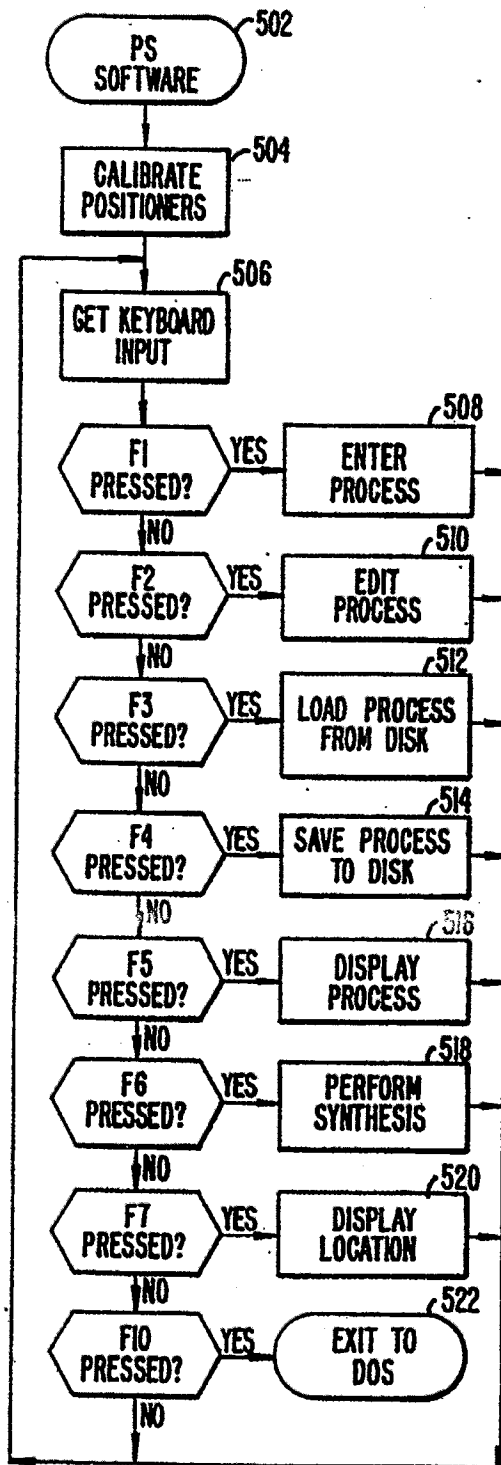 502
PS
SOFTWARE
504
CALIBRATE
POSITIONERS
506
GET KEYBOARD
INPUT
508
F1
PRESSED?
YES
ENTER
PROCESS
NO
510
F2
PRESSED?
YES
EDIT
PROCESS
NO
512
F3
PRESSED?
YES
LOAD PROCESS
FROM DISK
NO
514
F4
PRESSED?
YES
SAVE PROCESS
TO DISK
NO
516
F5
PRESSED?
YES
DISPLAY
PROCESS
NO
518
F6
PRESSED?
YES
PERFORM
SYNTHESIS
NO
520
F7
PRESSED?
YES
DISPLAY
LOCATION
NO
522
F10
PRESSED?
YES
EXIT TO
DOS
NO